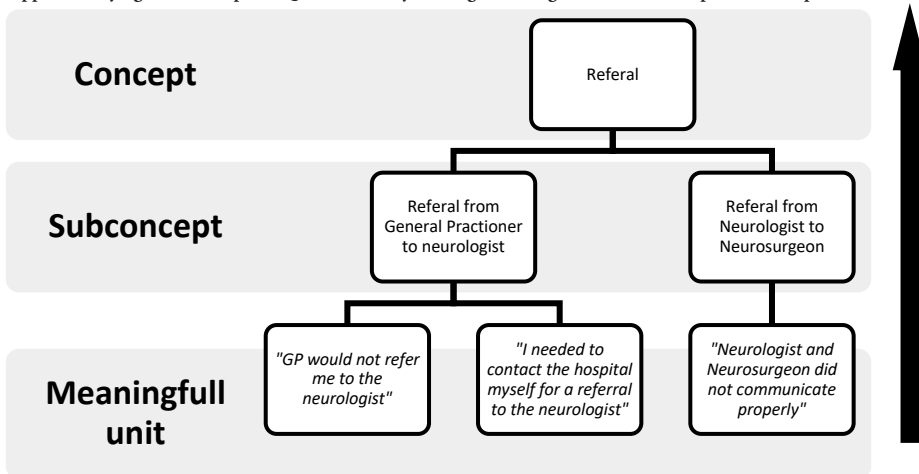 Concept
Referal
Subconcept
Referal from
General Practioner
to neurologist
Referal from
Neurologist to
Neurosurgeon
Meaningfull
unit
"GP would not refer
me to the
neurologist"
"I needed to
contact the hospital
myself for a referral
to the neurologist"
"Neurologist and
Neurosurgeon did
not communicate
properly"